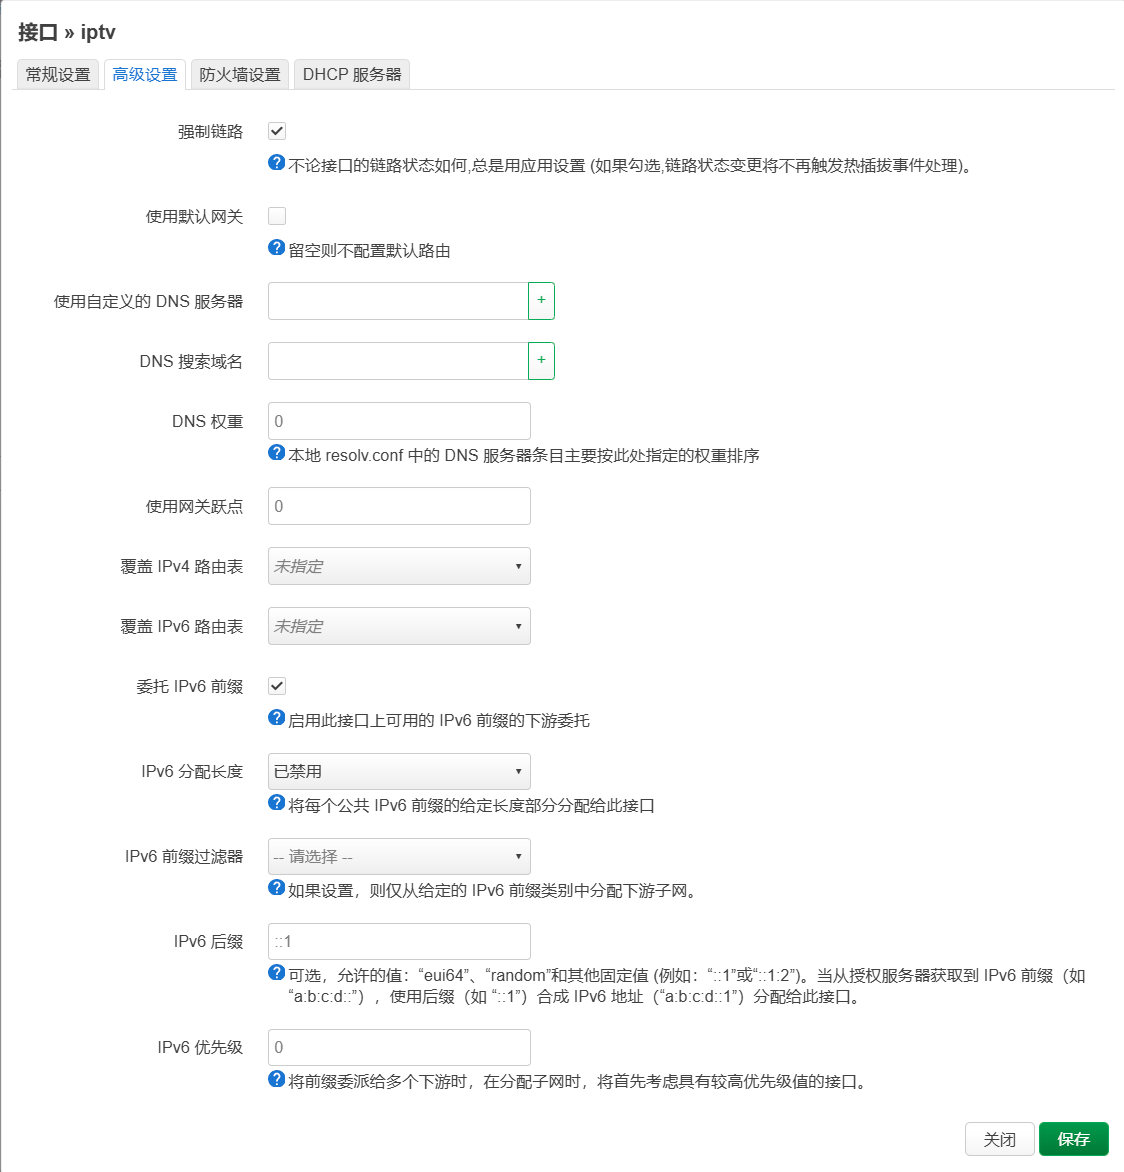 接口 » iptv
常规设置 高级设置 防火墙设置 DHCP 服务器
强制链路
不论接口的链路状态如何,总是用应用设置 (如果勾选,链路状态变更将不再触发热插拔事件处理)。
使用默认网关
留空则不配置默认路由
使用自定义的 DNS 服务器 +
DNS 搜索域名 +
DNS 权重 0
本地 resolv.conf 中的 DNS 服务器条目主要按此处指定的权重排序
使用网关跃点 0
覆盖 IPv4 路由表 未指定
覆盖 IPv6 路由表 未指定
委托 IPv6 前缀
启用此接口上可用的 IPv6 前缀的下游委托
IPv6 分配长度 已禁用
将每个公共 IPv6 前缀的给定长度部分分配给此接口
IPv6 前缀过滤器 -- 请选择 --
如果设置，则仅从给定的 IPv6 前缀类别中分配下游子网。
IPv6 后缀 ::1
可选，允许的值：“eui64”、“random”和其他固定值 (例如：“::1”或“::1:2”)。当从授权服务器获取到 IPv6 前缀（如
“a:b:c:d::”），使用后缀（如 “::1”）合成 IPv6 地址（“a:b:c:d::1”）分配给此接口。
IPv6 优先级 0
将前缀委派给多个下游时，在分配子网时，将首先考虑具有较高优先级值的接口。
关闭 保存